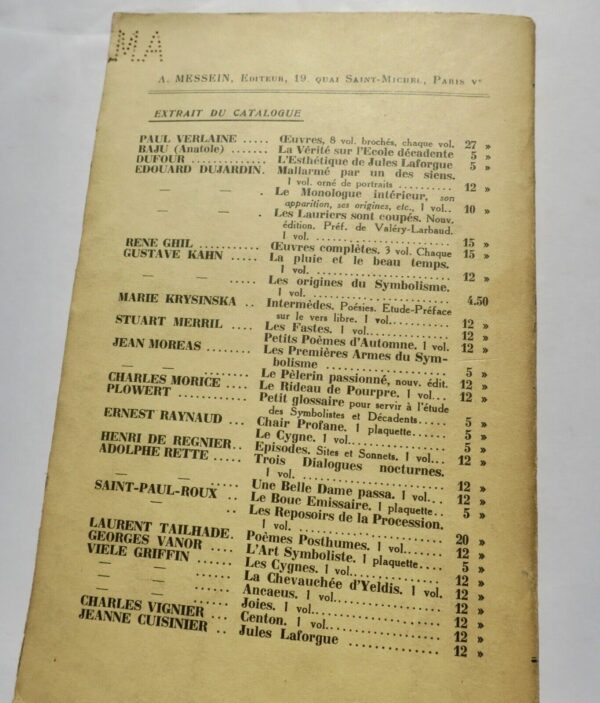 MA
A. MESSEIN, EDITEUR, 19, QUAI SAINT-MICHEL, PARIS Vᵉ
EXTRAIT DU CATALOGUE
PAUL VERLAINE ..... Œuvres, 8 vol. brochés, chaque vol. 27 »
BAJU (Anatole) ....... La Vérité sur l'Ecole décadente 5 »
DUFOUR ............. L'Esthétique de Jules Laforgue 5 »
EDOUARD DUJARDIN. Mallarmé par un des siens.
1 vol. orné de portraits .......... 12 »
— — . Le Monologue intérieur, son
apparition, ses origines, etc., 1 vol.. 10 »
— — . Les Lauriers sont coupés. Nouv.
édition. Préf. de Valéry-Larbaud.
1 vol. ........................ 15 »
RENE GHIL ............ Œuvres complètes. 3 vol. Chaque 15 »
GUSTAVE KAHN ..... La pluie et le beau temps.
1 vol. ........................ 12 »
— — ..... Les origines du Symbolisme.
1 vol. ........................ 4.50
MARIE KRYSINSKA .. Intermèdes. Poésies. Etude-Préface
sur le vers libre. 1 vol........... 12 »
STUART MERRIL .... Les Fastes. 1 vol............... 12 »
Petits Poèmes d'Automne. 1 vol. 12 »
JEAN MOREAS ........ Les Premières Armes du Sym-
bolisme ..................... 5 »
— — ........ Le Pèlerin passionné, nouv. édit. 12 »
CHARLES MORICE .... Le Rideau de Pourpre. 1 vol... 12 »
PLOWERT ............ Petit glossaire pour servir à l'étude
des Symbolistes et Décadents..... 5 »
ERNEST RAYNAUD ... Chair Profane. 1 plaquette..... 5 »
Le Cygne. 1 vol................ 5 »
HENRI DE REGNIER.. Episodes. Sites et Sonnets. 1 vol... 12 »
ADOLPHE RETTE ..... Trois Dialogues nocturnes.
1 vol. ........................ 12 »
— — ..... Une Belle Dame passa. 1 vol... 12 »
SAINT-PAUL-ROUX .. Le Bouc Emissaire. 1 plaquette.. 5 »
— .. Les Reposoirs de la Procession.
1 vol. ........................ 20 »
LAURENT TAILHADE. Poèmes Posthumes. 1 vol...... 12 »
GEORGES VANOR .... L'Art Symboliste. 1 plaquette.... 5 »
VIELE GRIFFIN ...... Les Cygnes. 1 vol............... 12 »
— — ...... La Chevauchée d'Yeldis. 1 vol. 12 »
— — ...... Ancaeus. 1 vol................. 12 »
— — ...... Joies. 1 vol.................... 12 »
CHARLES VIGNIER ... Centon. 1 vol.................. 12 »
JEANNE CUISINIER .. Jules Laforgue ................ 12 »